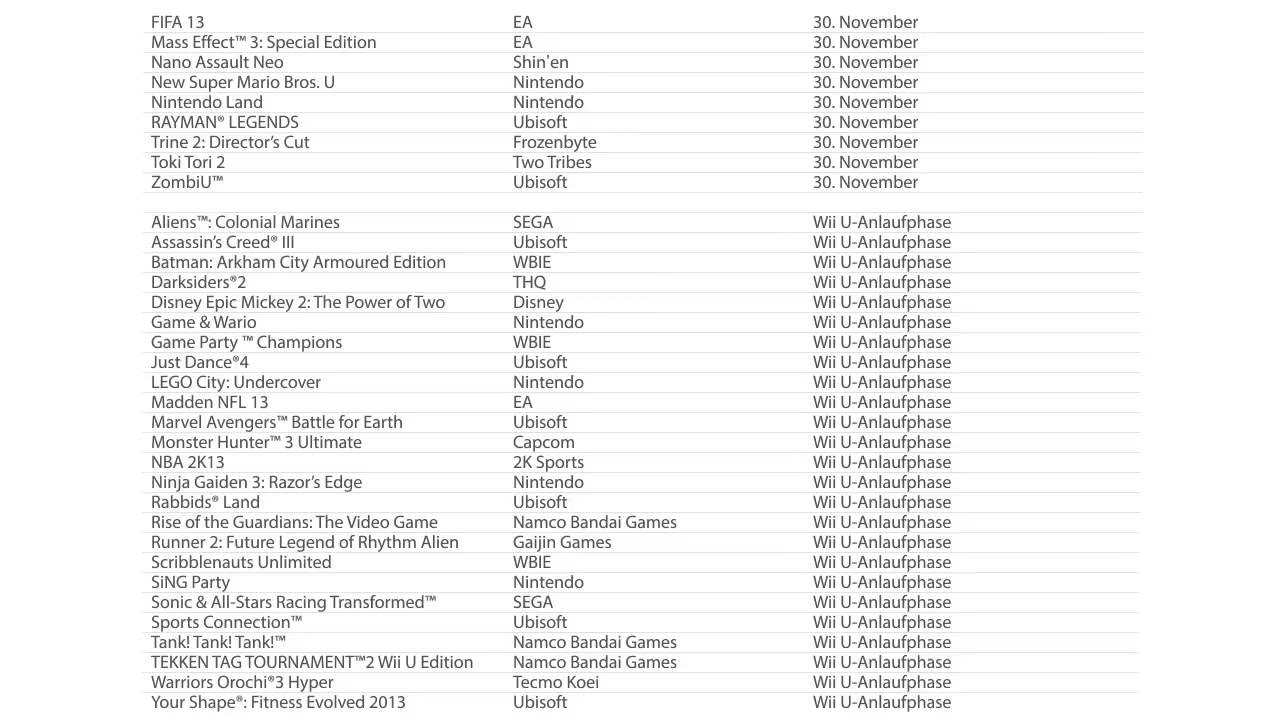 FIFA 13 EA 30. November
Mass Effect™ 3: Special Edition EA 30. November
Nano Assault Neo Shin’en 30. November
New Super Mario Bros. U Nintendo 30. November
Nintendo Land Nintendo 30. November
RAYMAN® LEGENDS Ubisoft 30. November
Trine 2: Director’s Cut Frozenbyte 30. November
Toki Tori 2 Two Tribes 30. November
ZombiU™ Ubisoft 30. November
Aliens™: Colonial Marines SEGA Wii U-Anlaufphase
Assassin’s Creed® III Ubisoft Wii U-Anlaufphase
Batman: Arkham City Armoured Edition WBIE Wii U-Anlaufphase
Darksiders®2 THQ Wii U-Anlaufphase
Disney Epic Mickey 2: The Power of Two Disney Wii U-Anlaufphase
Game & Wario Nintendo Wii U-Anlaufphase
Game Party ™ Champions WBIE Wii U-Anlaufphase
Just Dance®4 Ubisoft Wii U-Anlaufphase
LEGO City: Undercover Nintendo Wii U-Anlaufphase
Madden NFL 13 EA Wii U-Anlaufphase
Marvel Avengers™ Battle for Earth Ubisoft Wii U-Anlaufphase
Monster Hunter™ 3 Ultimate Capcom Wii U-Anlaufphase
NBA 2K13 2K Sports Wii U-Anlaufphase
Ninja Gaiden 3: Razor’s Edge Nintendo Wii U-Anlaufphase
Rabbids® Land Ubisoft Wii U-Anlaufphase
Rise of the Guardians: The Video Game Namco Bandai Games Wii U-Anlaufphase
Runner 2: Future Legend of Rhythm Alien Gaijin Games Wii U-Anlaufphase
Scribblenauts Unlimited WBIE Wii U-Anlaufphase
SiNG Party Nintendo Wii U-Anlaufphase
Sonic & All-Stars Racing Transformed™ SEGA Wii U-Anlaufphase
Sports Connection™ Ubisoft Wii U-Anlaufphase
Tank! Tank! Tank!™ Namco Bandai Games Wii U-Anlaufphase
TEKKEN TAG TOURNAMENT™2 Wii U Edition Namco Bandai Games Wii U-Anlaufphase
Warriors Orochi®3 Hyper Tecmo Koei Wii U-Anlaufphase
Your Shape®: Fitness Evolved 2013 Ubisoft Wii U-Anlaufphase